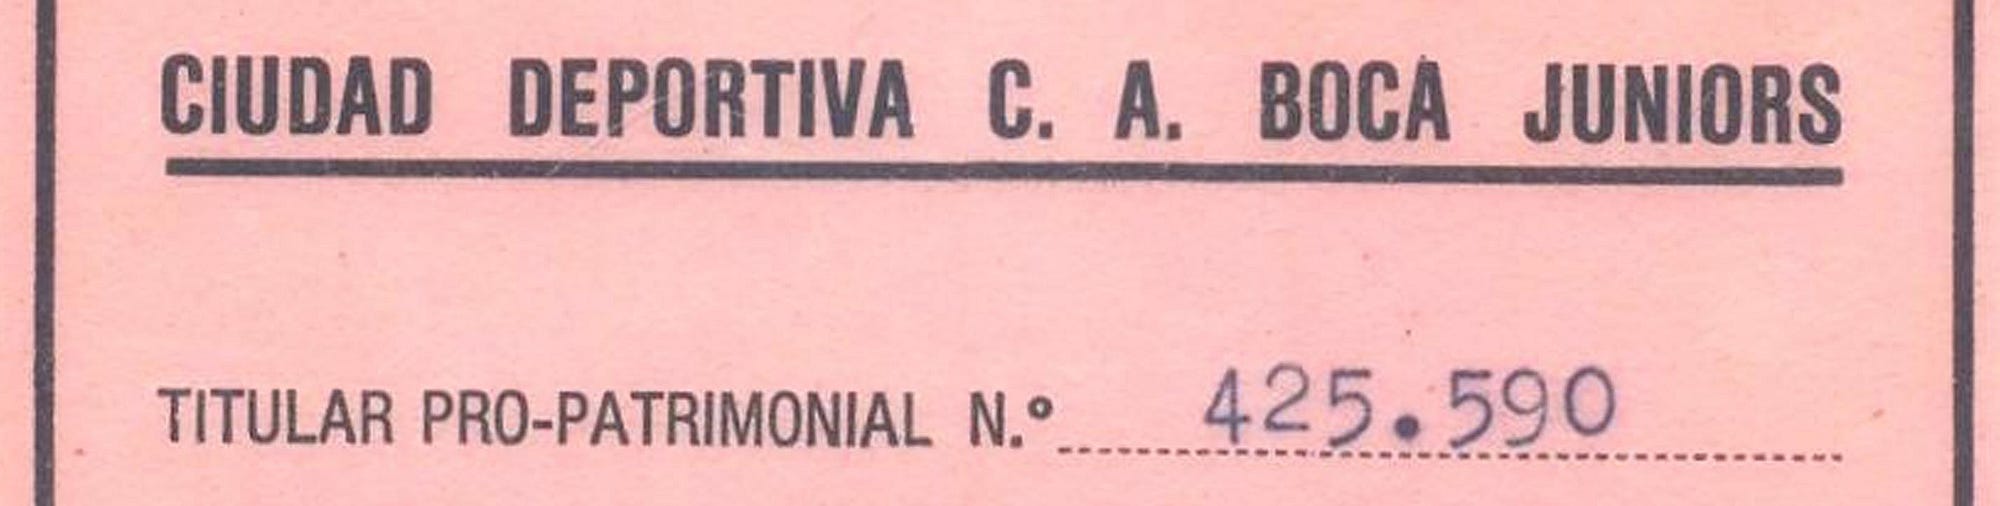 CIUDAD DEPORTIVA C. A. BOCA JUNIORS
TITULAR PRO-PATRIMONIAL N.º 425.590